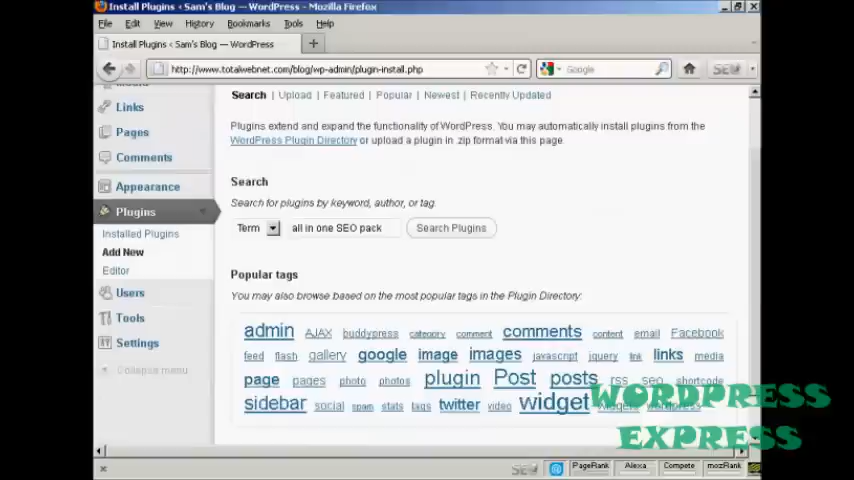 Install Plugins < Sam's Blog — WordPress - Mozilla Firefox
File Edit View History Bookmarks Tools Help
Install Plugins < Sam's Blog — WordPress +
http://www.totalwebnet.com/blog/wp-admin/plugin-install.php Google SEO
Links
Pages
Comments
Appearance
Plugins
Installed Plugins
Add New
Editor
Users
Tools
Settings
Collapse menu
Search | Upload | Featured | Popular | Newest | Recently Updated
Plugins extend and expand the functionality of WordPress. You may automatically install plugins from the
WordPress Plugin Directory or upload a plugin in .zip format via this page.
Search
Search for plugins by keyword, author, or tag.
Term all in one SEO pack Search Plugins
Popular tags
You may also browse based on the most popular tags in the Plugin Directory:
admin AJAX buddypress category comment comments content email Facebook
feed flash gallery google image images javascript jquery link links media
page pages photo photos plugin Post posts rss seo shortcode
sidebar social spam stats tags twitter video widget widgets wordpress
WORDPRESS
EXPRESS
SEO PageRank Alexa Compete mozRank